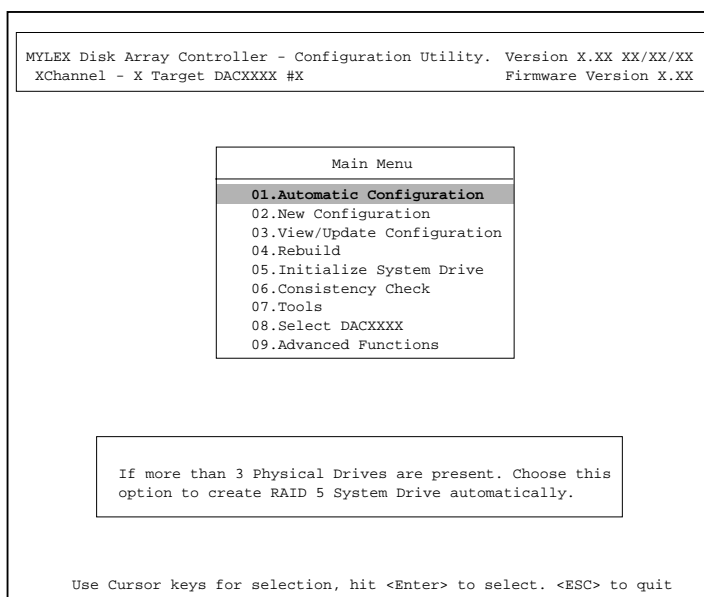 MYLEX Disk Array Controller - Configuration Utility. Version X.XX XX/XX/XX
XChannel - X Target DACXXXX #X Firmware Version X.XX
Main Menu
01.Automatic Configuration
02.New Configuration
03.View/Update Configuration
04.Rebuild
05.Initialize System Drive
06.Consistency Check
07.Tools
08.Select DACXXXX
09.Advanced Functions
If more than 3 Physical Drives are present. Choose this
option to create RAID 5 System Drive automatically.
Use Cursor keys for selection, hit <Enter> to select. <ESC> to quit